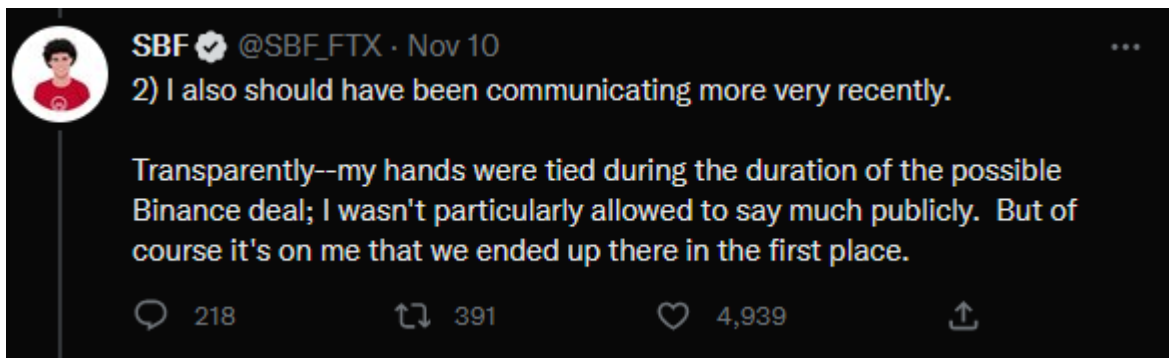 SBF @SBF_FTX · Nov 10
2) I also should have been communicating more very recently.
Transparently--my hands were tied during the duration of the possible
Binance deal; I wasn't particularly allowed to say much publicly.  But of
course it's on me that we ended up there in the first place.
218 391 4,939